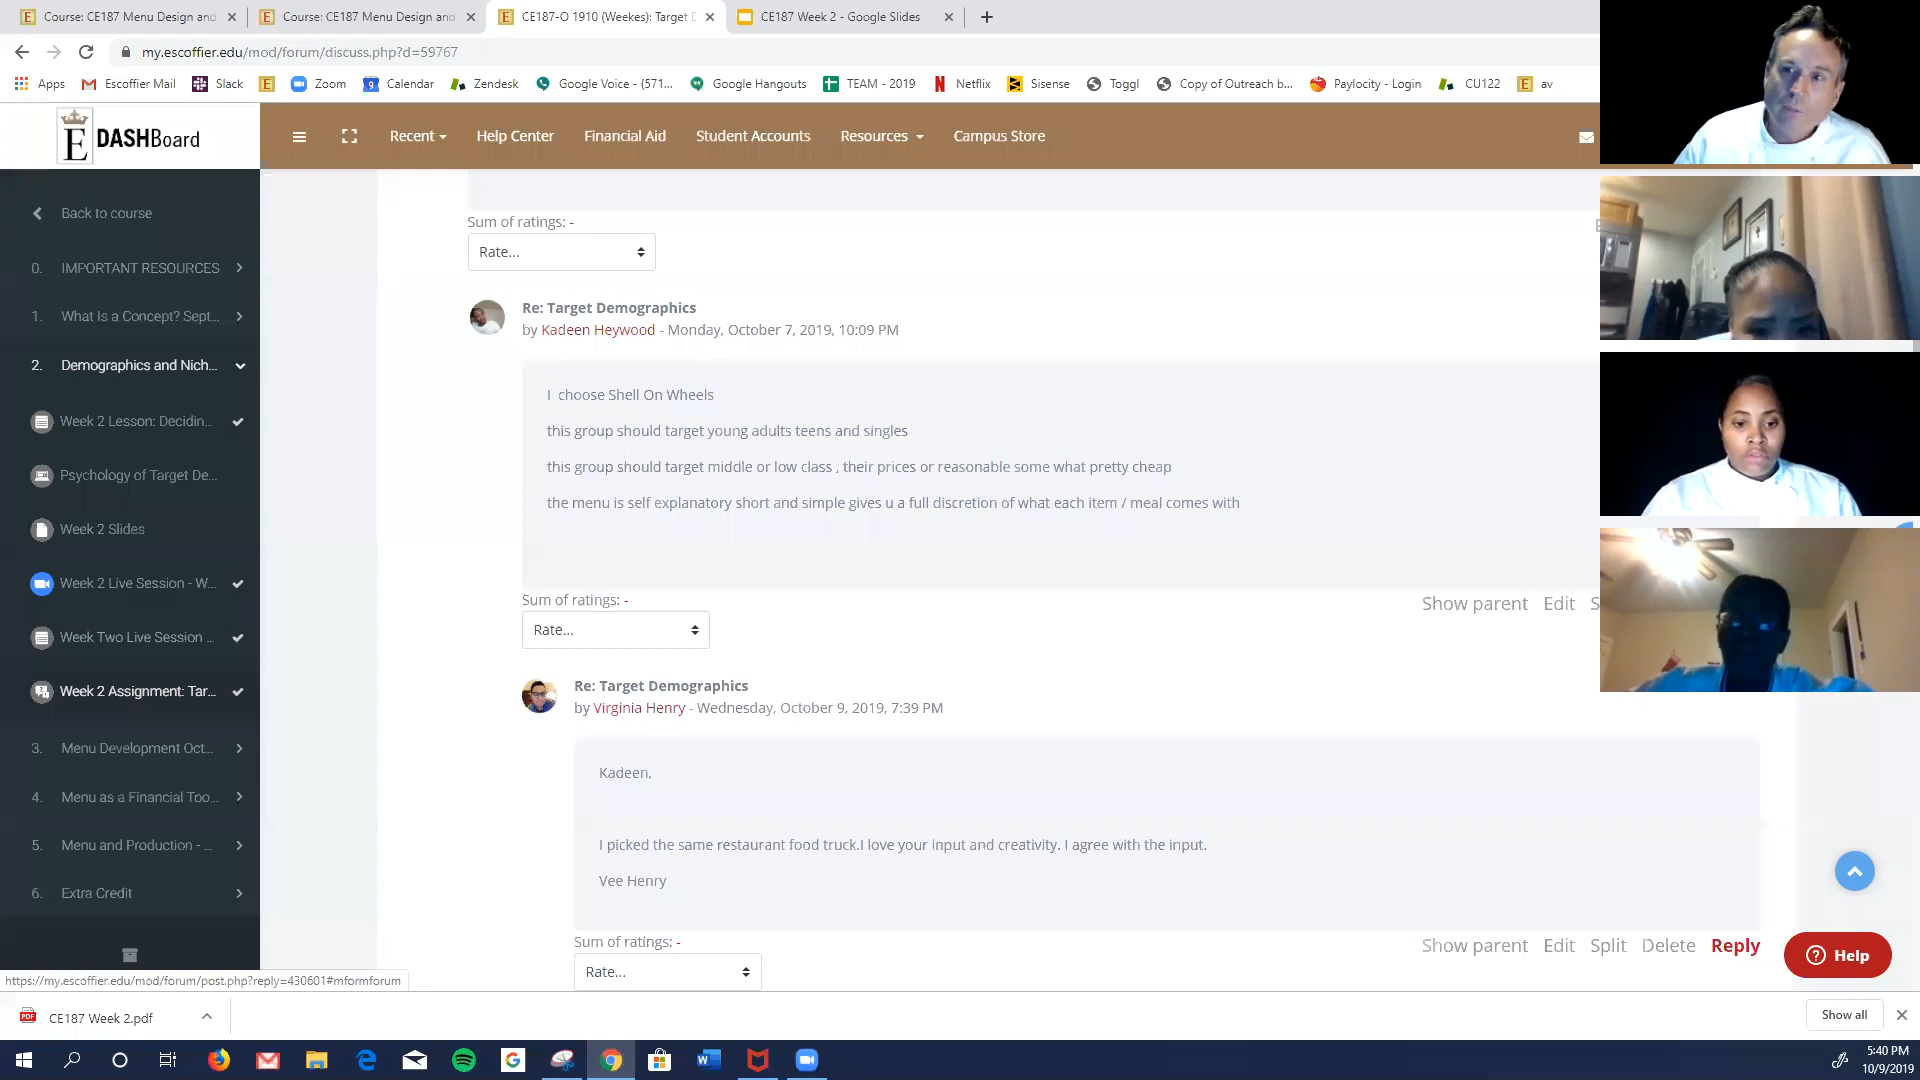 Course: CE187 Menu Design and
Course: CE187 Menu Design and
CE187-O 1910 (Weekes): Target D
CE187 Week 2 - Google Slides
my.escoffier.edu/mod/forum/discuss.php?d=59767
Apps
Escoffier Mail
Slack
Zoom
Calendar
Zendesk
Google Voice - (571...
Google Hangouts
TEAM - 2019
Netflix
Sisense
Toggl
Copy of Outreach b...
Paylocity - Login
CU122
av
E DASHBoard
Recent
Help Center
Financial Aid
Student Accounts
Resources
Campus Store
Back to course
0. IMPORTANT RESOURCES
1. What Is a Concept? Sept...
2. Demographics and Nich...
Week 2 Lesson: Decidin...
Psychology of Target De...
Week 2 Slides
Week 2 Live Session - W...
Week Two Live Session ...
Week 2 Assignment: Tar...
3. Menu Development Oct...
4. Menu as a Financial Too...
5. Menu and Production - ...
6. Extra Credit
Sum of ratings: -
Rate...
Re: Target Demographics
by Kadeen Heywood - Monday, October 7, 2019, 10:09 PM
I choose Shell On Wheels
this group should target young adults teens and singles
this group should target middle or low class , their prices or reasonable some what pretty cheap
the menu is self explanatory short and simple gives u a full discretion of what each item / meal comes with
Sum of ratings: -
Show parent Edit S
Rate...
Re: Target Demographics
by Virginia Henry - Wednesday, October 9, 2019, 7:39 PM
Kadeen,
I picked the same restaurant food truck.I love your input and creativity. I agree with the input.
Vee Henry
Sum of ratings: -
Show parent Edit Split Delete Reply
Rate...
Help
https://my.escoffier.edu/mod/forum/post.php?reply=430601#mformforum
CE187 Week 2.pdf
Show all
5:40 PM
10/9/2019